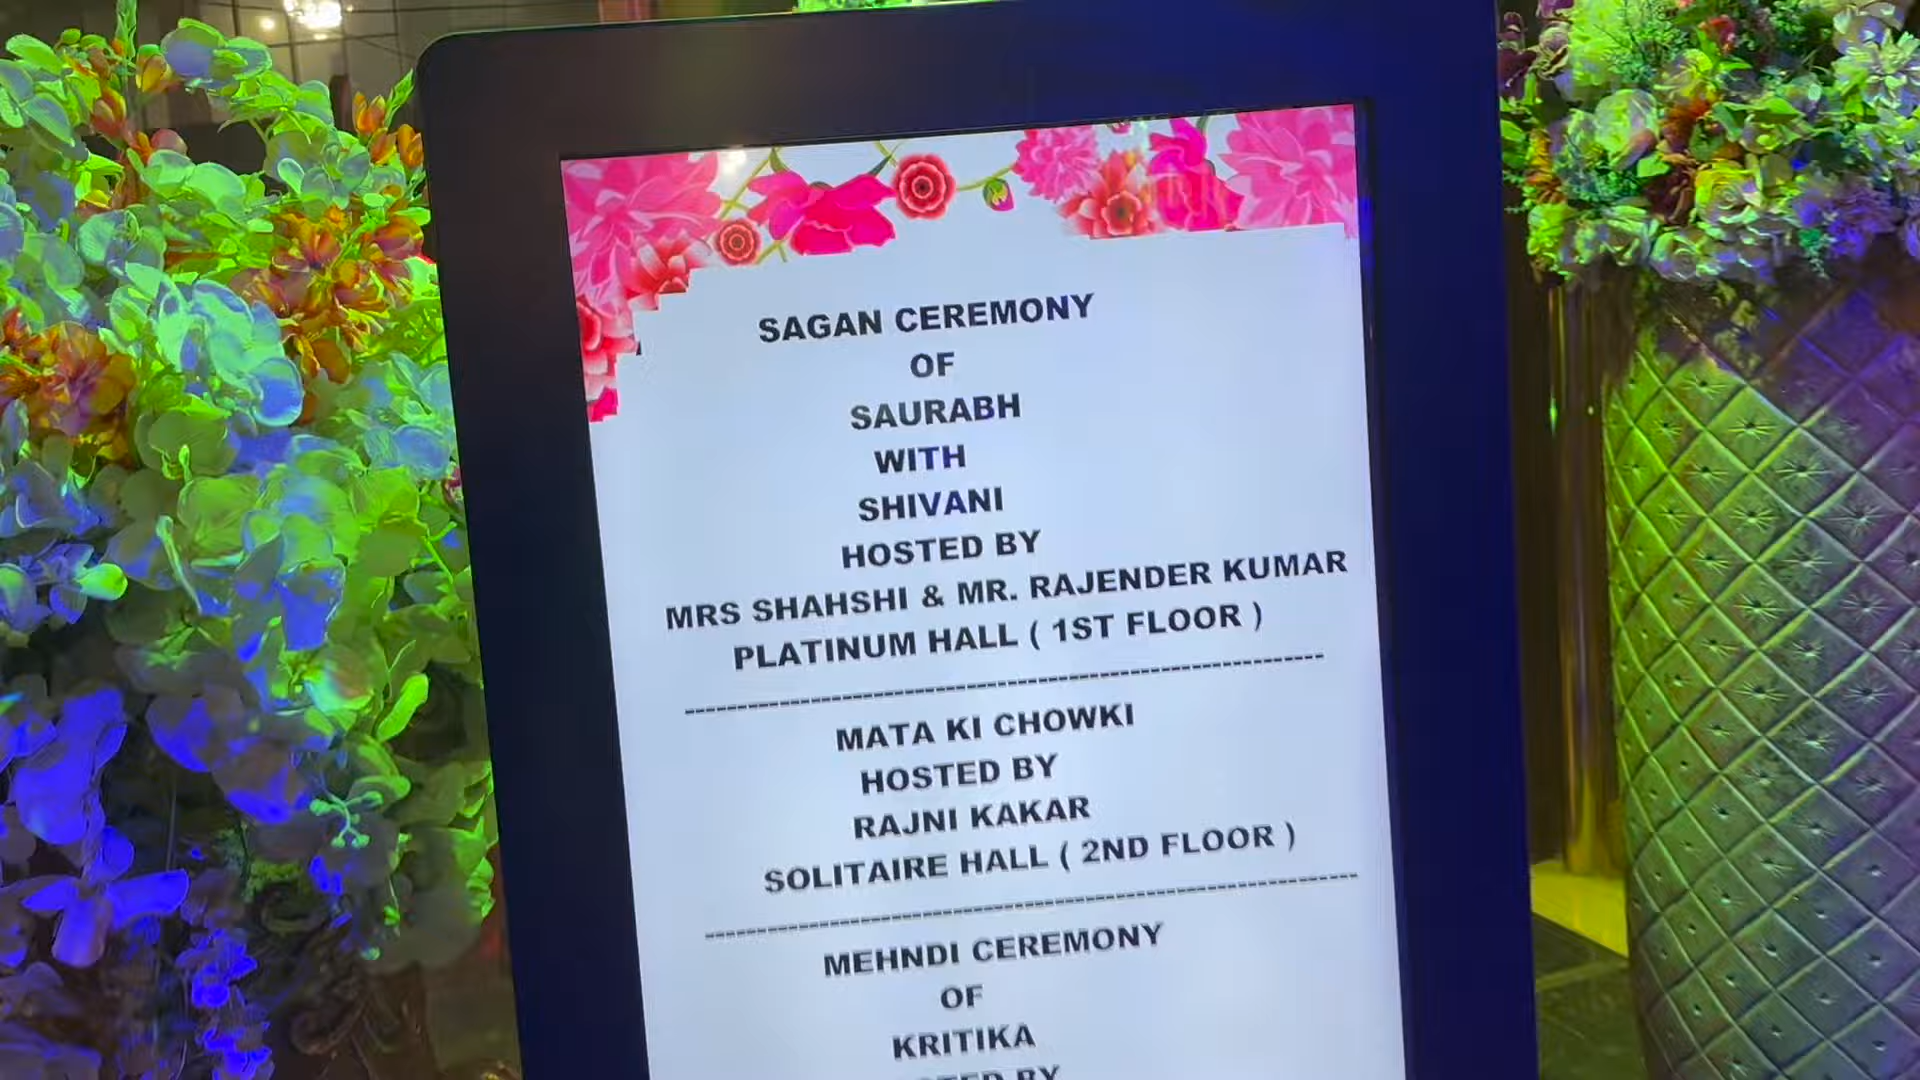 SAGAN CEREMONY
OF
SAURABH
WITH
SHIVANI
HOSTED BY
MRS SHAHSHI & MR. RAJENDER KUMAR
PLATINUM HALL ( 1ST FLOOR )
--------------------------------------------------------------
MATA KI CHOWKI
HOSTED BY
RAJNI KAKAR
SOLITAIRE HALL ( 2ND FLOOR )
---------------------------------------------------------------
MEHNDI CEREMONY
OF
KRITIKA
BY